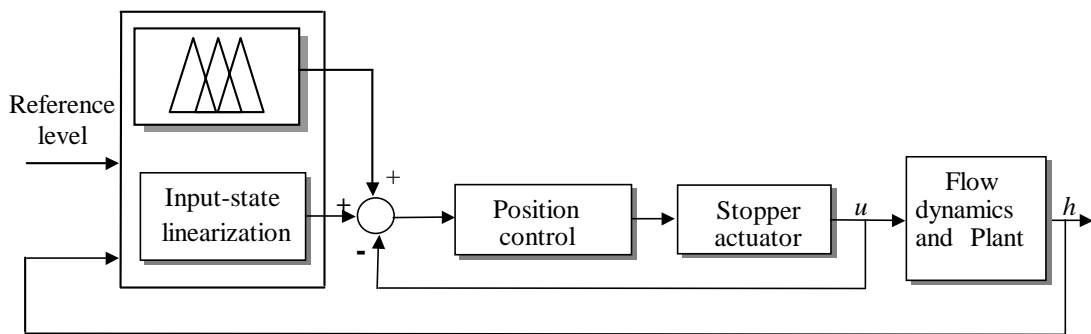 Reference
level
Input-state
linearization
+
+
-
Position
control
Stopper
actuator
u
Flow
dynamics
and Plant
h